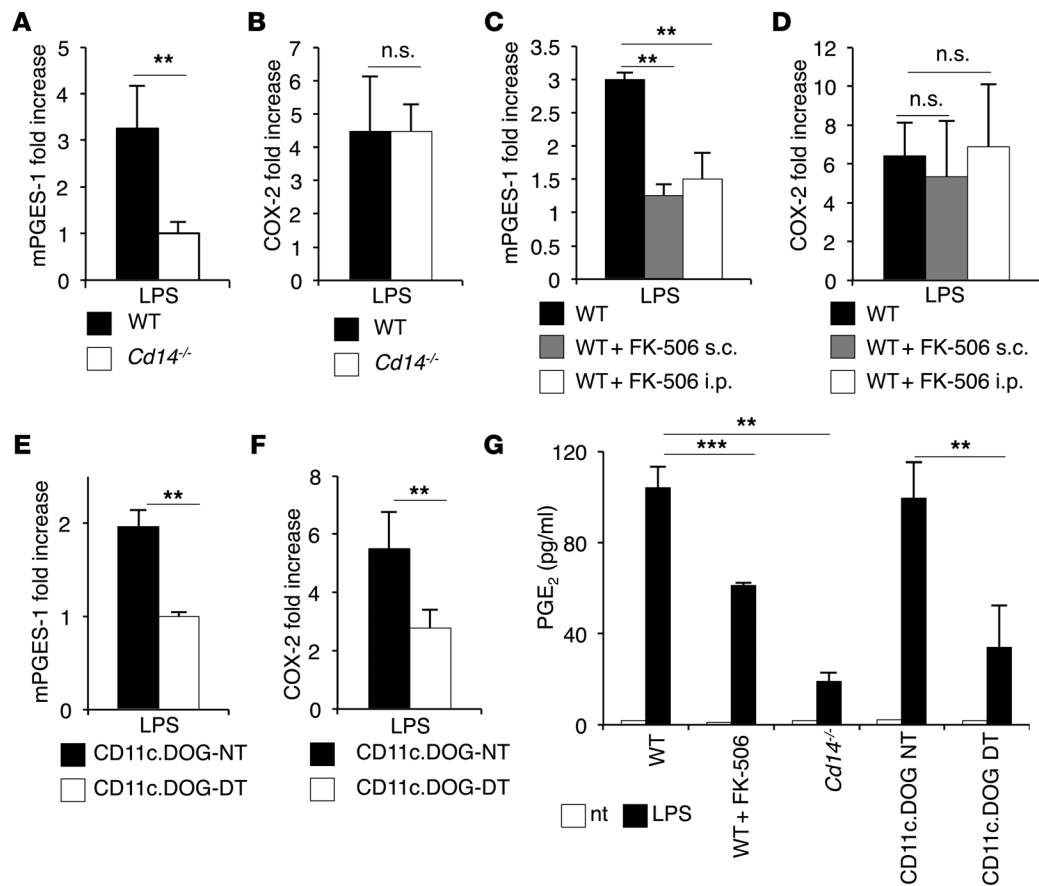 A
mPGES-1 fold increase
5
4
3
2
1
0
**
LPS
WT
Cd14-/-
B
COX-2 fold increase
7
6
5
4
3
2
1
0
n.s.
LPS
WT
Cd14-/-
C
mPGES-1 fold increase
3.5
3
2.5
2
1.5
1
0.5
0
**
**
LPS
WT
WT + FK-506 s.c.
WT + FK-506 i.p.
D
COX-2 fold increase
12
10
8
6
4
2
0
n.s.
n.s.
LPS
WT
WT + FK-506 s.c.
WT + FK-506 i.p.
E
mPGES-1 fold increase
2
1
0
**
LPS
CD11c.DOG-NT
CD11c.DOG-DT
F
COX-2 fold increase
8
6
4
2
0
**
LPS
CD11c.DOG-NT
CD11c.DOG-DT
G
PGE2 (pg/ml)
120
80
40
0
**
***
**
WT
WT + FK-506
Cd14-/-
CD11c.DOG NT
CD11c.DOG DT
nt
LPS